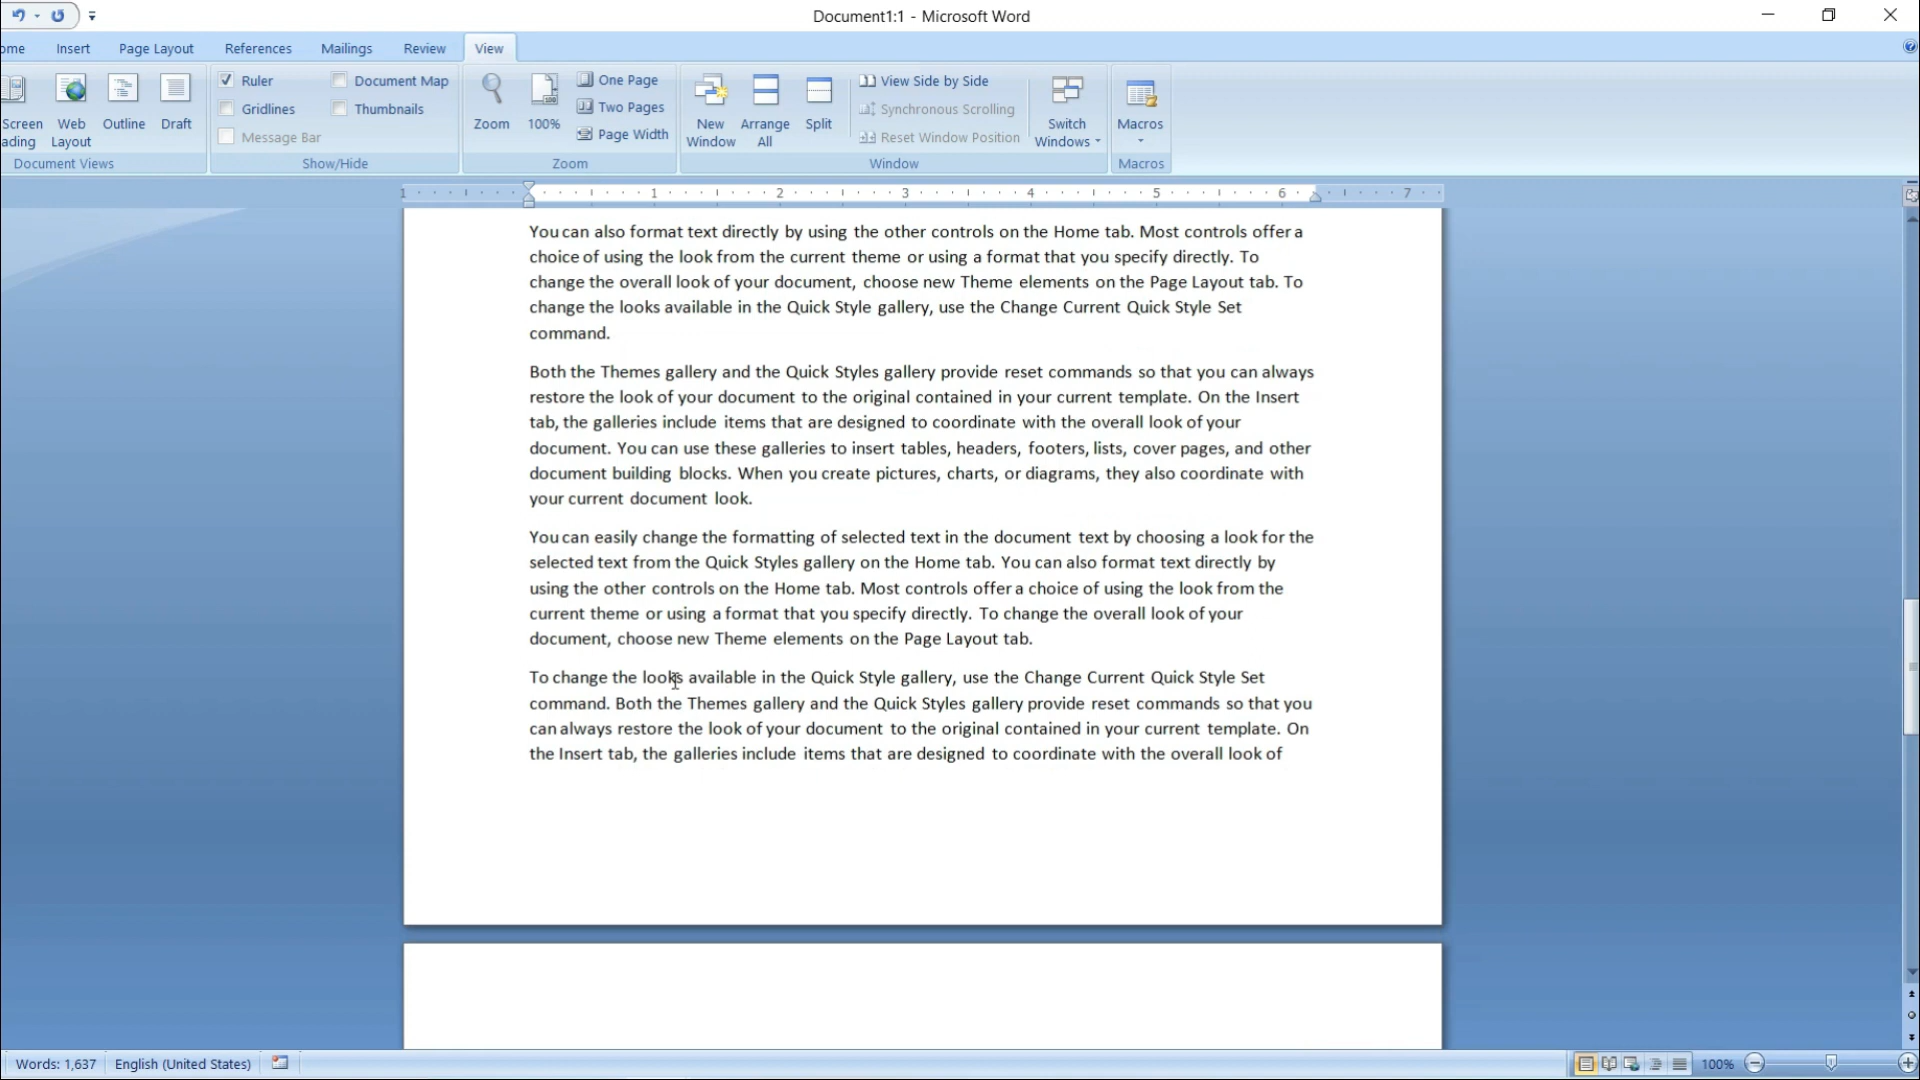 Document1:1 - Microsoft Word
ome Insert Page Layout References Mailings Review View
Screen
ading
Web
Layout
Outline
Draft
Document Views
Ruler
Gridlines
Message Bar
Document Map
Thumbnails
Show/Hide
Zoom
100%
One Page
Two Pages
Page Width
Zoom
New
Window
Arrange
All
Split
View Side by Side
Synchronous Scrolling
Reset Window Position
Switch
Windows
Window
Macros
Macros
1 1 2 3 4 5 6 7
You can also format text directly by using the other controls on the Home tab. Most controls offer a
choice of using the look from the current theme or using a format that you specify directly. To
change the overall look of your document, choose new Theme elements on the Page Layout tab. To
change the looks available in the Quick Style gallery, use the Change Current Quick Style Set
command.
Both the Themes gallery and the Quick Styles gallery provide reset commands so that you can always
restore the look of your document to the original contained in your current template. On the Insert
tab, the galleries include items that are designed to coordinate with the overall look of your
document. You can use these galleries to insert tables, headers, footers, lists, cover pages, and other
document building blocks. When you create pictures, charts, or diagrams, they also coordinate with
your current document look.
You can easily change the formatting of selected text in the document text by choosing a look for the
selected text from the Quick Styles gallery on the Home tab. You can also format text directly by
using the other controls on the Home tab. Most controls offer a choice of using the look from the
current theme or using a format that you specify directly. To change the overall look of your
document, choose new Theme elements on the Page Layout tab.
To change the looks available in the Quick Style gallery, use the Change Current Quick Style Set
command. Both the Themes gallery and the Quick Styles gallery provide reset commands so that you
can always restore the look of your document to the original contained in your current template. On
the Insert tab, the galleries include items that are designed to coordinate with the overall look of
Words: 1,637 English (United States) 100%